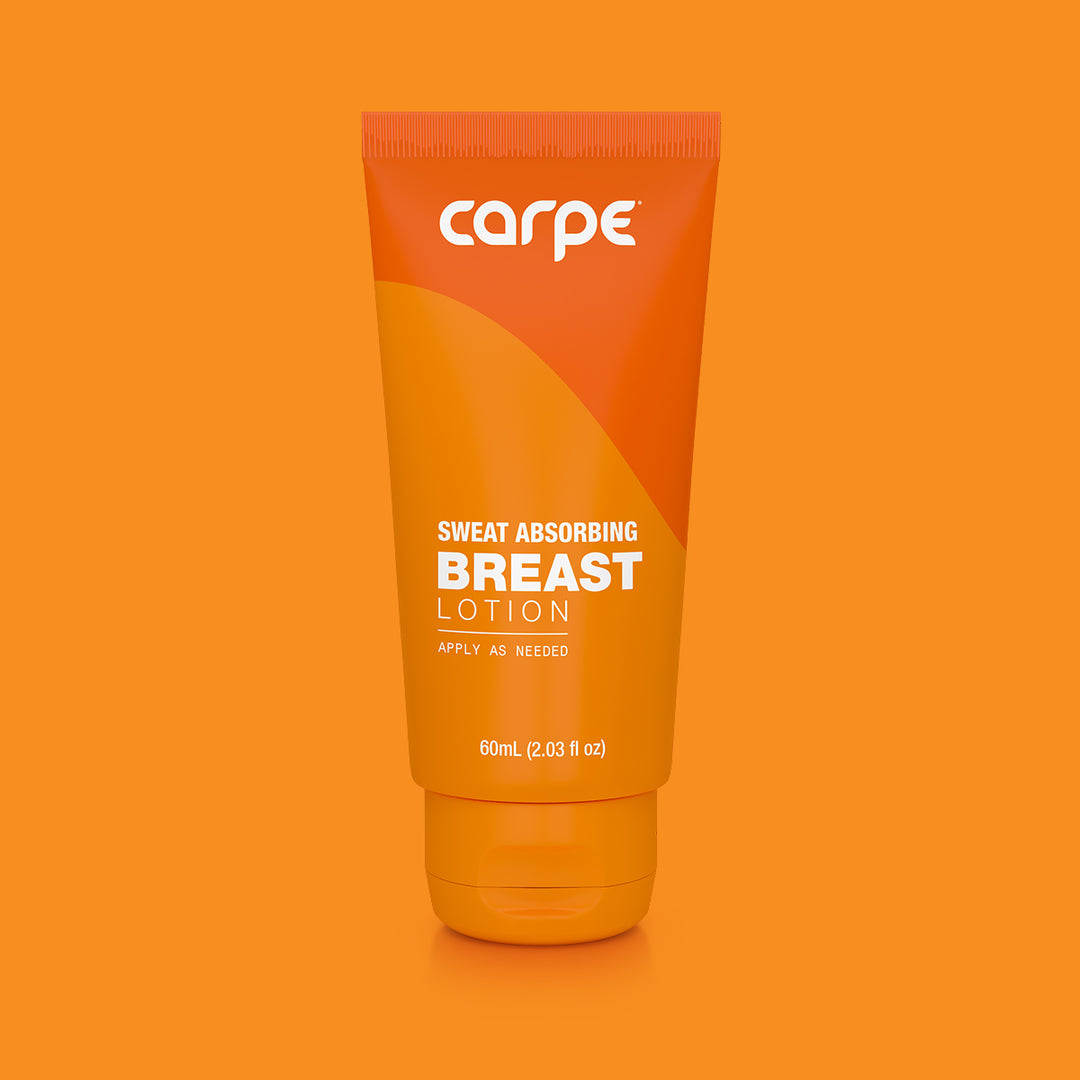 carpe
SWEAT ABSORBING
BREAST
LOTION
APPLY AS NEEDED
60mL (2.03 fl oz)